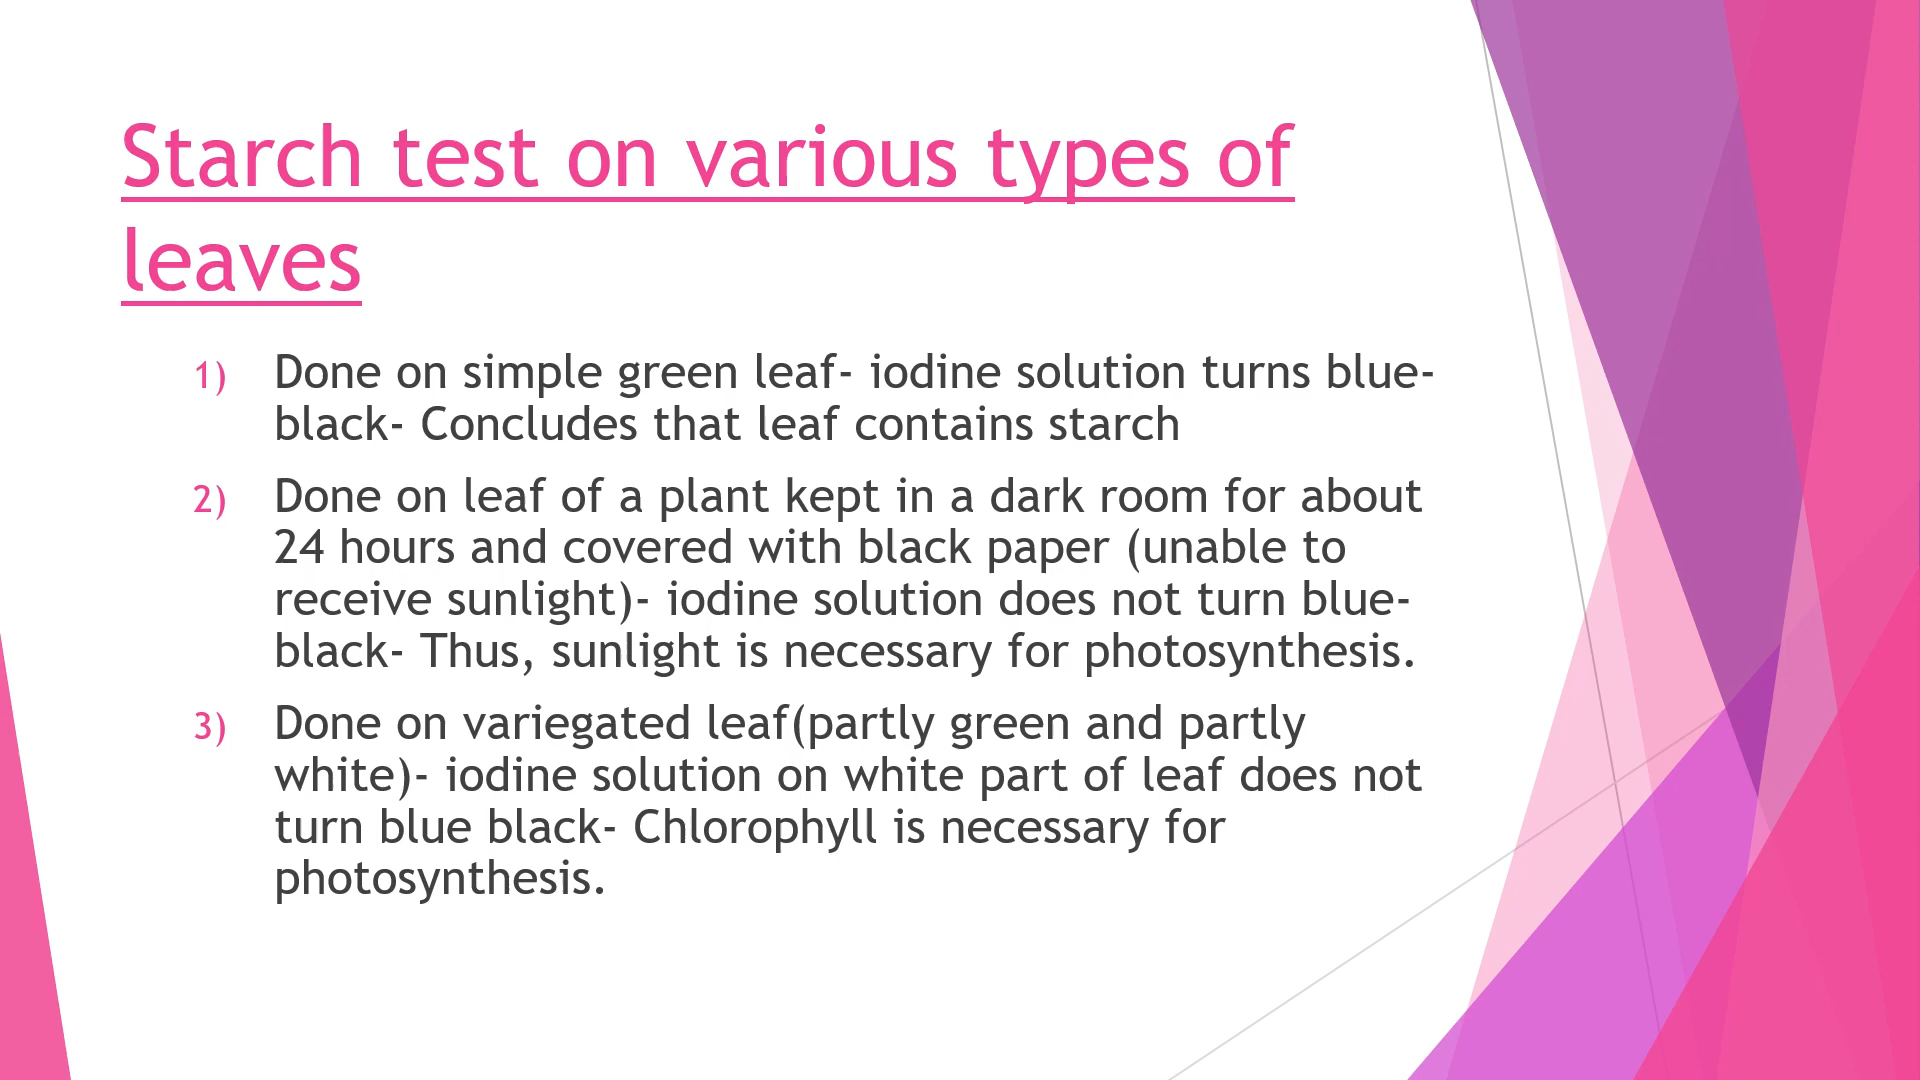 Starch test on various types of
leaves
1) Done on simple green leaf- iodine solution turns blue-
black- Concludes that leaf contains starch
2) Done on leaf of a plant kept in a dark room for about
24 hours and covered with black paper (unable to
receive sunlight)- iodine solution does not turn blue-
black- Thus, sunlight is necessary for photosynthesis.
3) Done on variegated leaf(partly green and partly
white)- iodine solution on white part of leaf does not
turn blue black- Chlorophyll is necessary for
photosynthesis.